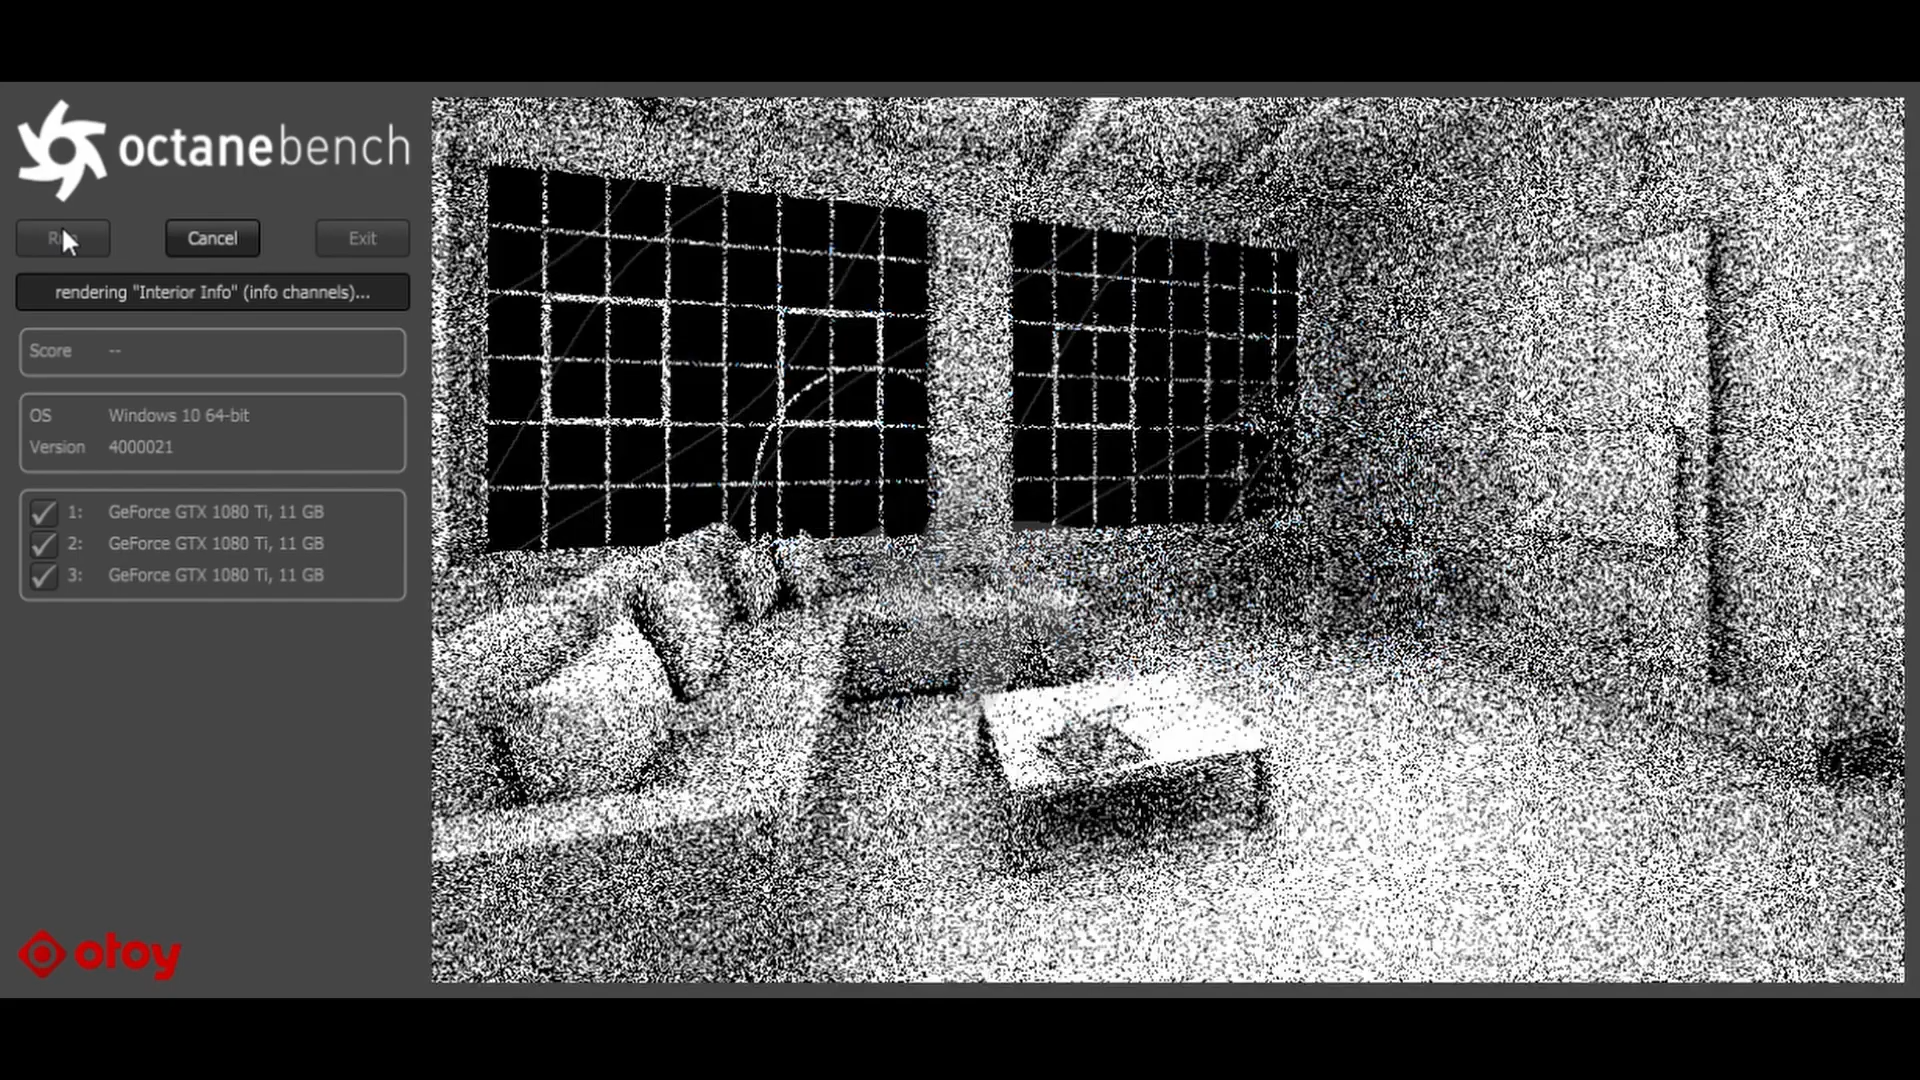 octanebench
Cancel
Exit
rendering "Interior Info" (info channels)...
Score --
OS Windows 10 64-bit
Version 4000021
1: GeForce GTX 1080 Ti, 11 GB
2: GeForce GTX 1080 Ti, 11 GB
3: GeForce GTX 1080 Ti, 11 GB
otoy